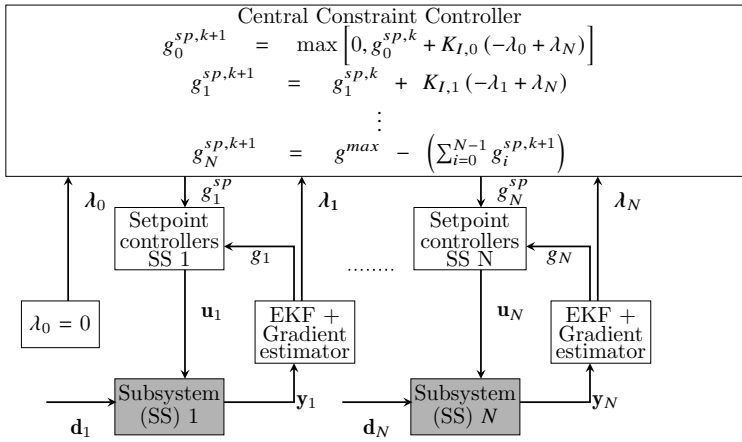 Central Constraint Controller
g_0^{sp,k+1} = max [0, g_0^{sp,k} + K_{I,0} (−λ_0 + λ_N)]
g_1^{sp,k+1} = g_1^{sp,k} + K_{I,1} (−λ_1 + λ_N)
⋮
g_N^{sp,k+1} = g^{max} − (∑_{i=0}^{N−1} g_i^{sp,k+1})
λ_0
g_1^{sp}
λ_1
g_N^{sp}
λ_N
Setpoint
controllers
SS 1
g_1
........
Setpoint
controllers
SS N
g_N
λ_0 = 0
u_1
EKF +
Gradient
estimator
u_N
EKF +
Gradient
estimator
d_1
Subsystem
(SS) 1
y_1
d_N
Subsystem
(SS) N
y_N